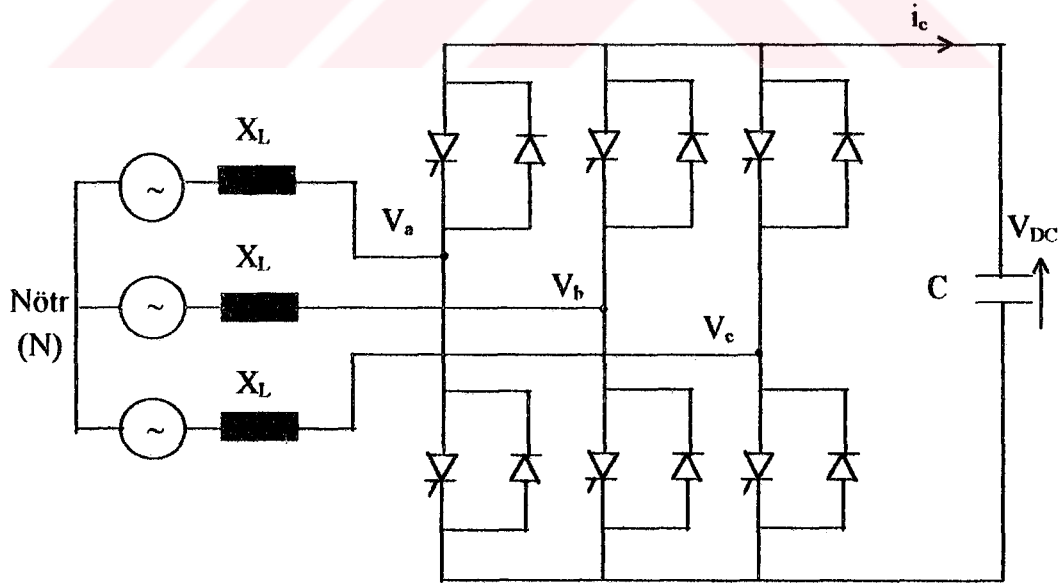 i_c
X_L
V_a
X_L
V_b
V_DC
Nötr
(N)
C
V_c
X_L